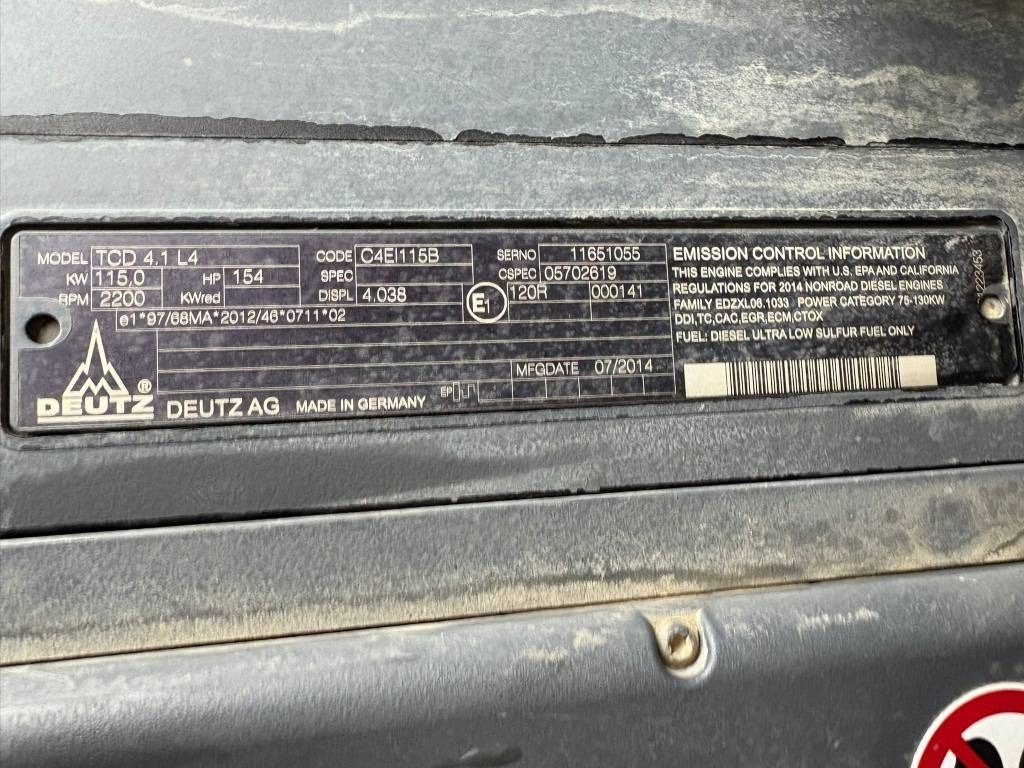 MODEL TCD 4.1 L4 CODE C4EI115B SERNO 11651055
KW 115,0 HP 154 SPEC CSPEC 05702619
RPM 2200 KWred DISPL 4.038 E1 120R 000141
e1*97/68MA*2012/46*0711*02
MFGDATE 07/2014
EP
DEUTZ ® DEUTZ AG MADE IN GERMANY
EMISSION CONTROL INFORMATION
THIS ENGINE COMPLIES WITH U.S. EPA AND CALIFORNIA
REGULATIONS FOR 2014 NONROAD DIESEL ENGINES
FAMILY EDZXL06.1033 POWER CATEGORY 75-130KW
DDI,TC,CAC,EGR,ECM,CTOX
FUEL: DIESEL ULTRA LOW SULFUR FUEL ONLY